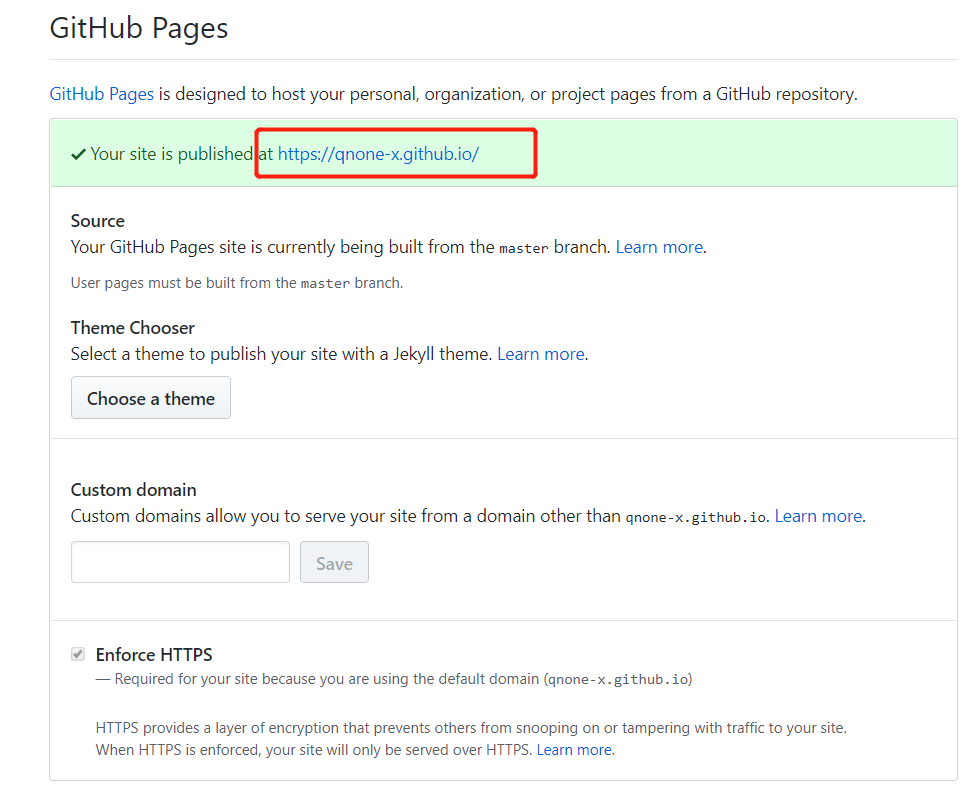 GitHub Pages
GitHub Pages is designed to host your personal, organization, or project pages from a GitHub repository.
Your site is published at https://qnone-x.github.io/
Source
Your GitHub Pages site is currently being built from the master branch. Learn more.
User pages must be built from the master branch.
Theme Chooser
Select a theme to publish your site with a Jekyll theme. Learn more.
Choose a theme
Custom domain
Custom domains allow you to serve your site from a domain other than qnone-x.github.io. Learn more.
Save
Enforce HTTPS
— Required for your site because you are using the default domain (qnone-x.github.io)
HTTPS provides a layer of encryption that prevents others from snooping on or tampering with traffic to your site.
When HTTPS is enforced, your site will only be served over HTTPS. Learn more.